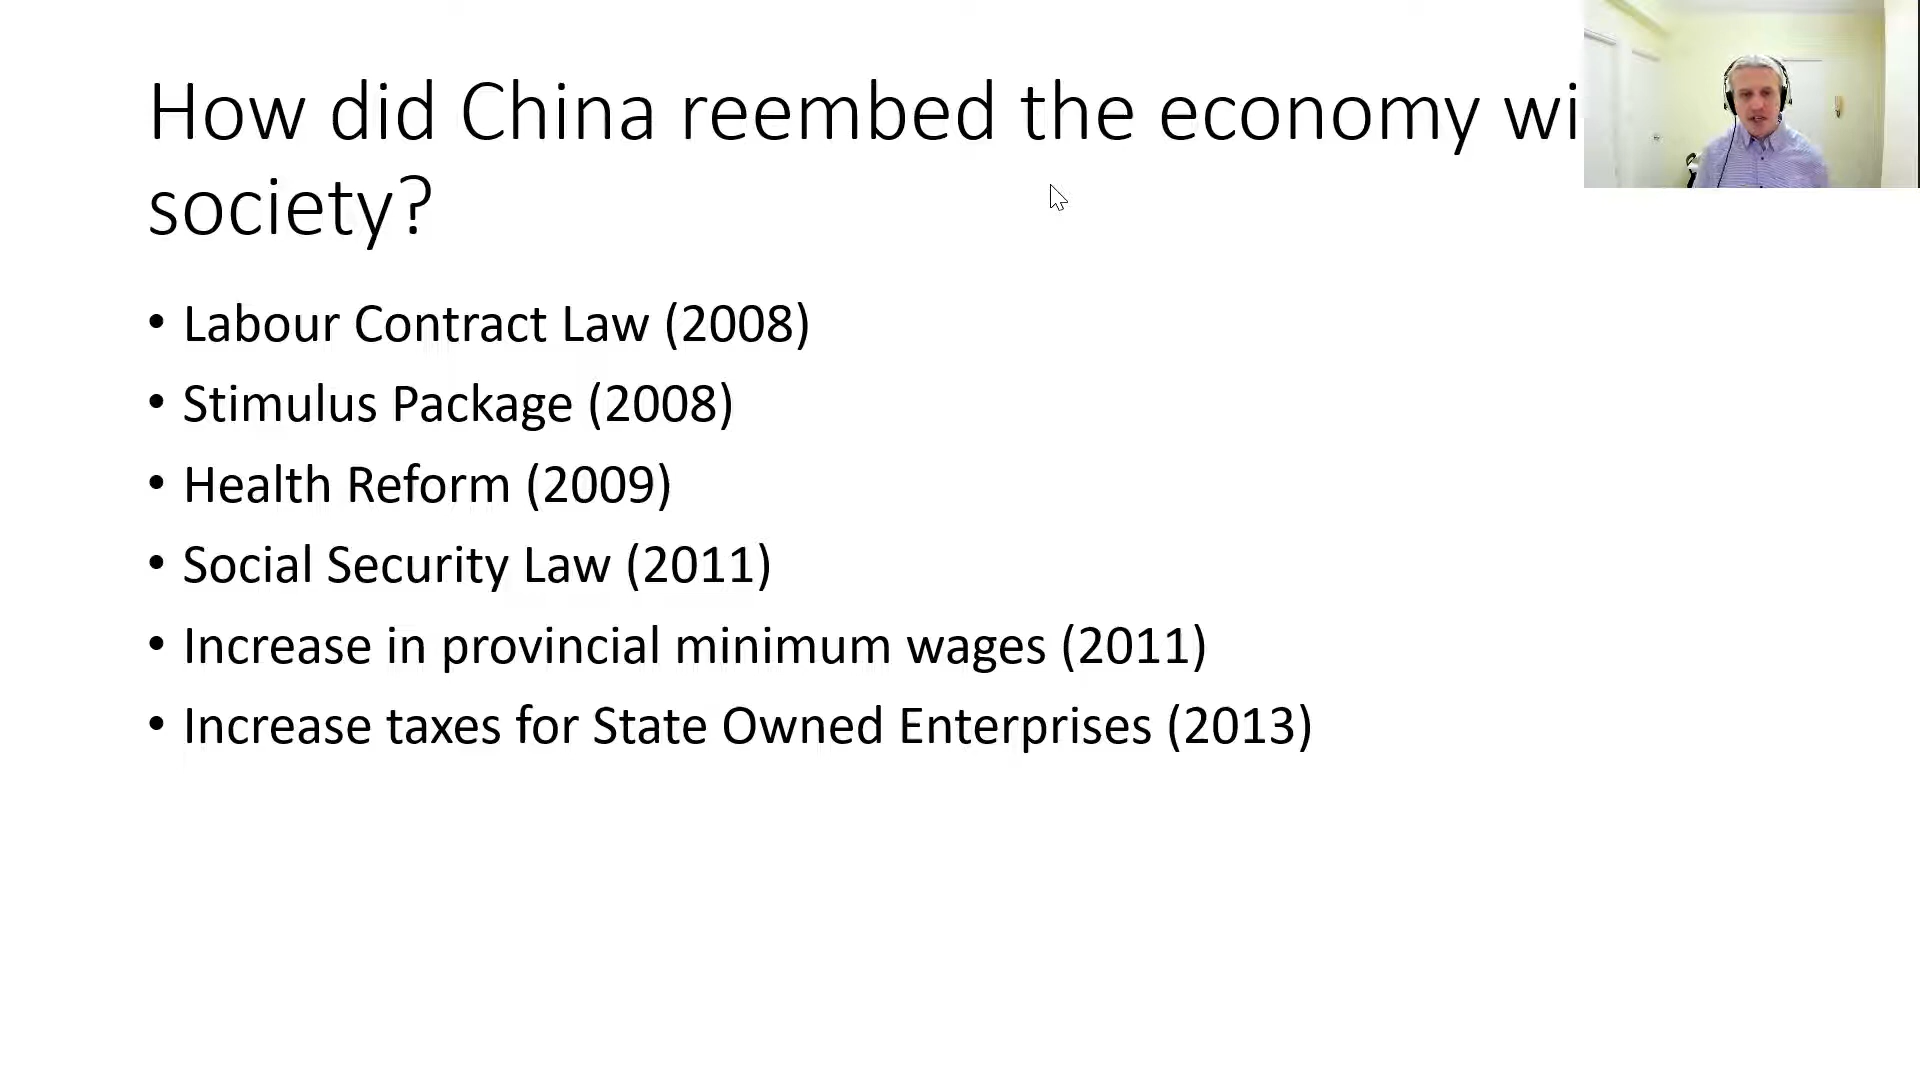 How did China reembed the economy wi
society?
• Labour Contract Law (2008)
• Stimulus Package (2008)
• Health Reform (2009)
• Social Security Law (2011)
• Increase in provincial minimum wages (2011)
• Increase taxes for State Owned Enterprises (2013)